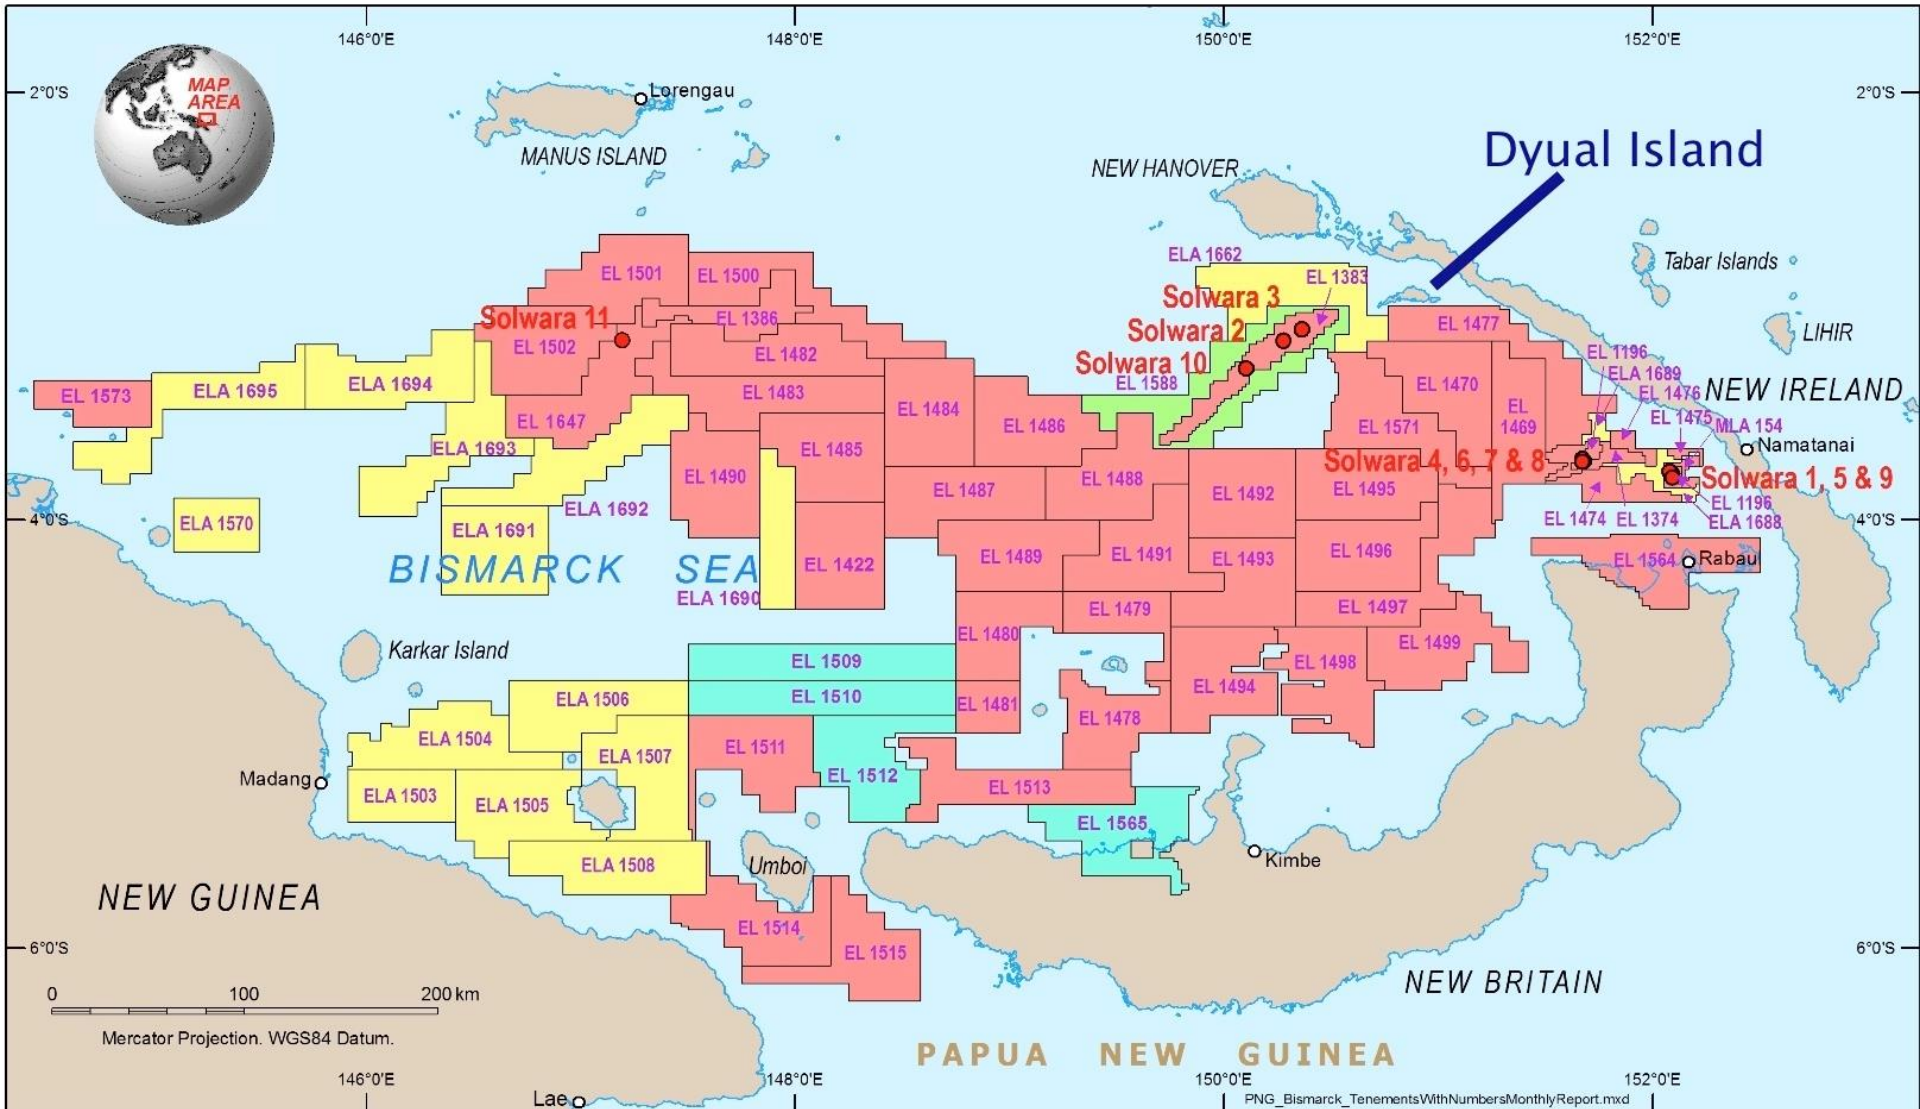 146°0'E
148°0'E
150°0'E
152°0'E
2°0'S
2°0'S
MAP
AREA
Lorengau
MANUS ISLAND
NEW HANOVER
Dyual Island
Tabar Islands
LIHIR
NEW IRELAND
Namatanai
ELA 1662
EL 1383
Solwara 3
Solwara 2
Solwara 10
EL 1588
EL 1501
EL 1500
Solwara 11
EL 1386
EL 1502
EL 1482
EL 1477
EL 1573
ELA 1695
ELA 1694
EL 1483
EL 1484
EL 1486
EL 1470
EL
1469
EL 1196
ELA 1689
EL 1476
EL 1475
MLA 154
EL 1647
EL 1571
ELA 1693
EL 1485
Solwara 4, 6, 7 & 8
Solwara 1, 5 & 9
EL 1490
EL 1487
EL 1488
EL 1492
EL 1495
EL 1196
ELA 1688
EL 1474
EL 1374
ELA 1570
ELA 1692
ELA 1691
4°0'S
4°0'S
BISMARCK SEA
ELA 1690
EL 1422
EL 1489
EL 1491
EL 1493
EL 1496
EL 1564
Rabau
EL 1479
EL 1497
EL 1480
EL 1499
Karkar Island
EL 1509
EL 1498
ELA 1506
EL 1510
EL 1481
EL 1494
EL 1478
ELA 1504
ELA 1507
EL 1511
EL 1512
EL 1513
Madang
ELA 1503
ELA 1505
EL 1565
ELA 1508
Umboi
Kimbe
NEW GUINEA
EL 1514
EL 1515
6°0'S
6°0'S
NEW BRITAIN
0 100 200 km
Mercator Projection. WGS84 Datum.
PAPUA NEW GUINEA
146°0'E
148°0'E
150°0'E
152°0'E
Lae
PNG_Bismarck_TenementsWithNumbersMonthlyReport.mxd